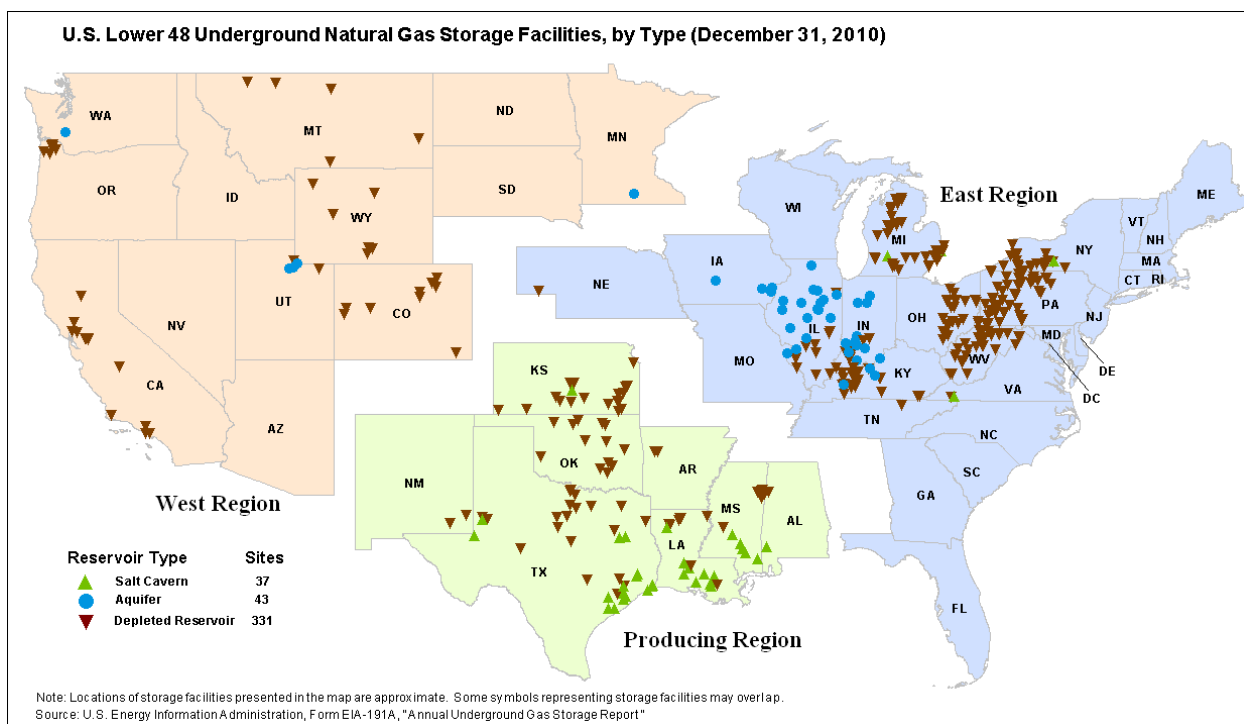 U.S. Lower 48 Underground Natural Gas Storage Facilities, by Type (December 31, 2010)
WA
MT
ND
MN
OR
ID
SD
WY
NV
UT
CO
CA
AZ
West Region
East Region
WI
MI
ME
VT
NH
NY
MA
CT RI
IA
NE
PA
NJ
OH
IL
IN
MD
DE
MO
WV
KY
VA
DC
TN
NC
SC
GA
FL
KS
OK
AR
NM
MS
AL
LA
TX
Producing Region
Reservoir Type Sites
Salt Cavern 37
Aquifer 43
Depleted Reservoir 331
Note: Locations of storage facilities presented in the map are approximate. Some symbols representing storage facilities may overlap.
Source: U.S. Energy Information Administration, Form EIA-191A, "Annual Underground Gas Storage Report"